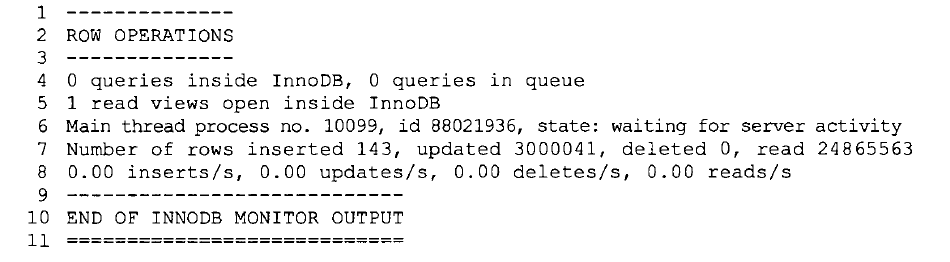 1 --------------
2 ROW OPERATIONS
3 --------------
4 0 queries inside InnoDB, 0 queries in queue
5 1 read views open inside InnoDB
6 Main thread process no. 10099, id 88021936, state: waiting for server activity
7 Number of rows inserted 143, updated 3000041, deleted 0, read 24865563
8 0.00 inserts/s, 0.00 updates/s, 0.00 deletes/s, 0.00 reads/s
9 ----------------------------
10 END OF INNODB MONITOR OUTPUT
11 ============================